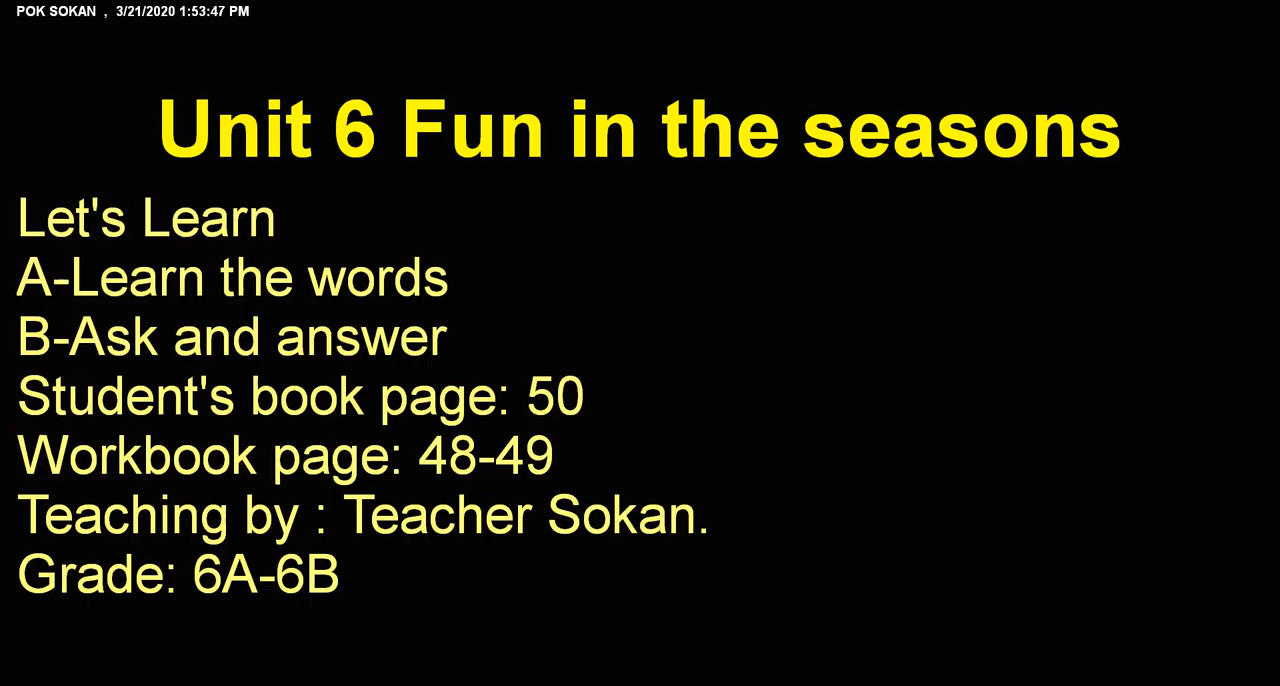 POK SOKAN , 3/21/2020 1:53:47 PM
Unit 6 Fun in the seasons
Let's Learn
A-Learn the words
B-Ask and answer
Student's book page: 50
Workbook page: 48-49
Teaching by : Teacher Sokan.
Grade: 6A-6B